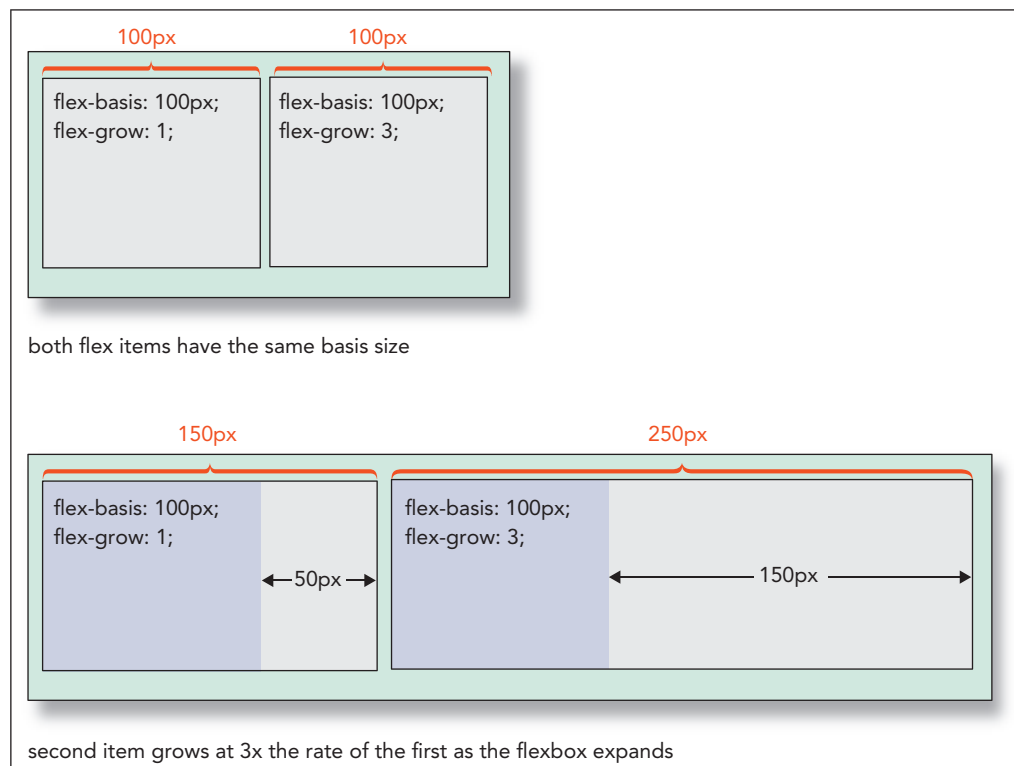 100px 100px
flex-basis: 100px; flex-basis: 100px;
flex-grow: 1; flex-grow: 3;
both flex items have the same basis size
150px 250px
flex-basis: 100px; flex-basis: 100px;
flex-grow: 1; flex-grow: 3;
50px 150px
second item grows at 3x the rate of the first as the flexbox expands